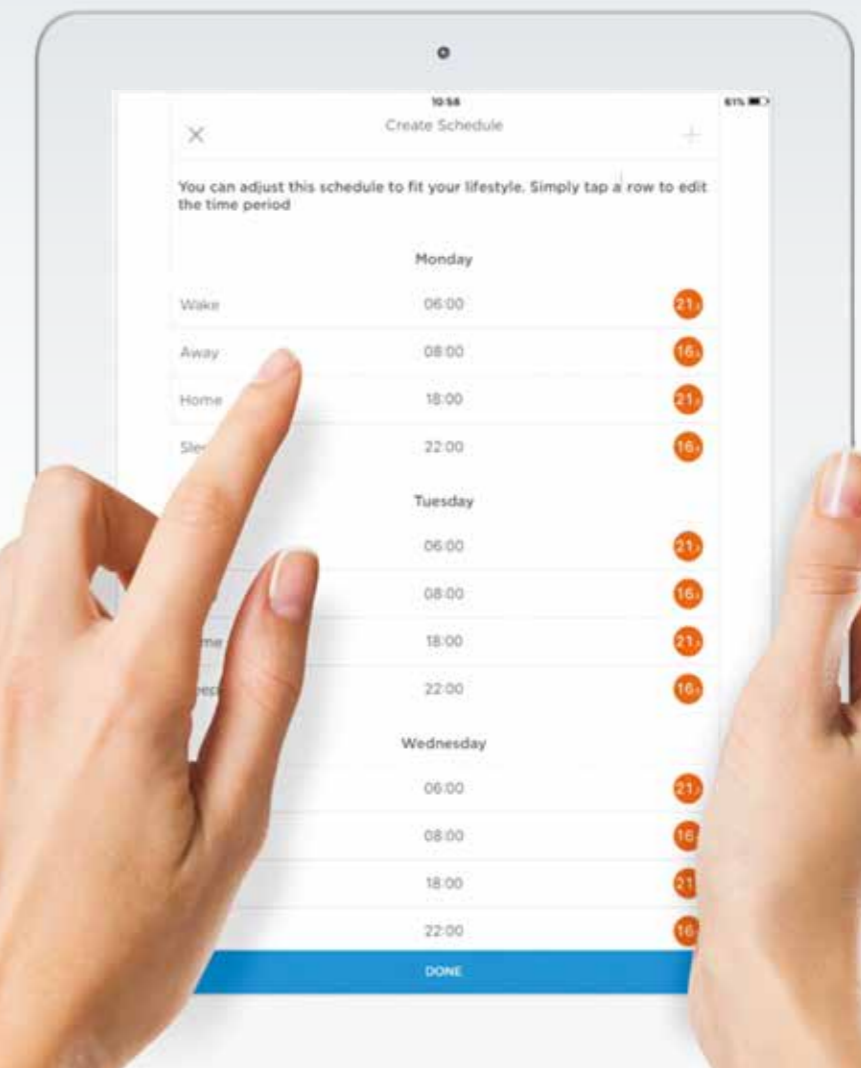 10:58
61%
Create Schedule
You can adjust this schedule to fit your lifestyle. Simply tap a row to edit
the time period
Monday
Wake 06:00 21
Away 08:00 16
Home 18:00 21
22:00 16
Tuesday
06:00 21
08:00 16
18:00 21
22:00 16
Wednesday
06:00 21
08:00 16
18:00 21
22:00 16
DONE